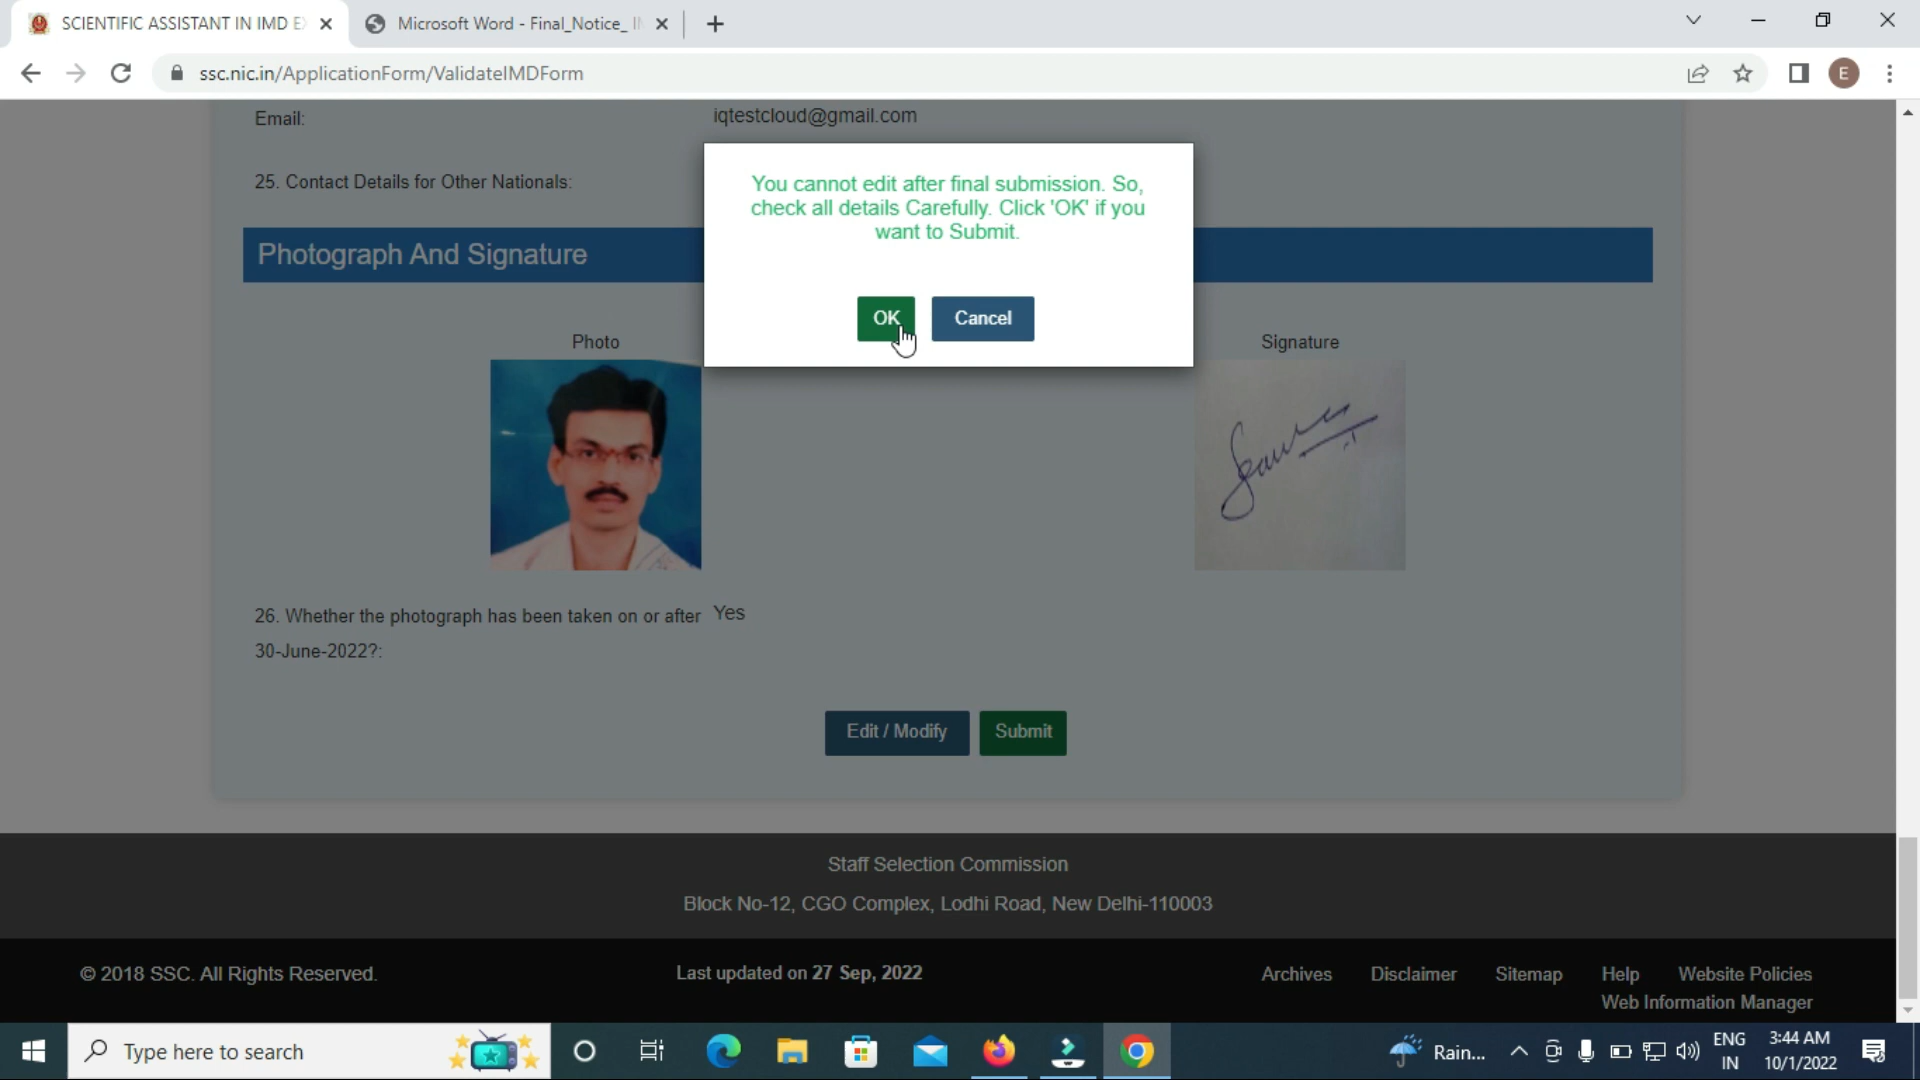 SCIENTIFIC ASSISTANT IN IMD E
Microsoft Word - Final_Notice_
ssc.nic.in/ApplicationForm/ValidateIMDForm
E
Email:
iqtestcloud@gmail.com
25. Contact Details for Other Nationals:
You cannot edit after final submission. So,
check all details Carefully. Click 'OK' if you
want to Submit.
OK
Cancel
Photograph And Signature
Photo
Signature
26. Whether the photograph has been taken on or after
30-June-2022?:
Yes
Edit / Modify
Submit
Staff Selection Commission
Block No-12, CGO Complex, Lodhi Road, New Delhi-110003
© 2018 SSC. All Rights Reserved.
Last updated on 27 Sep, 2022
Archives
Disclaimer
Sitemap
Help
Website Policies
Web Information Manager
Type here to search
Rain...
ENG
IN
3:44 AM
10/1/2022